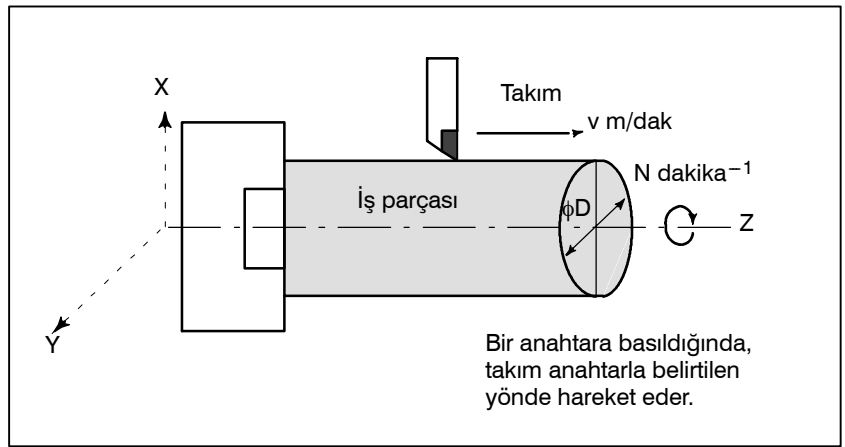 X
Takım
v m/dak
N dakika⁻¹
İş parçası
ϕD
Z
Y
Bir anahtara basıldığında,
takım anahtarla belirtilen
yönde hareket eder.